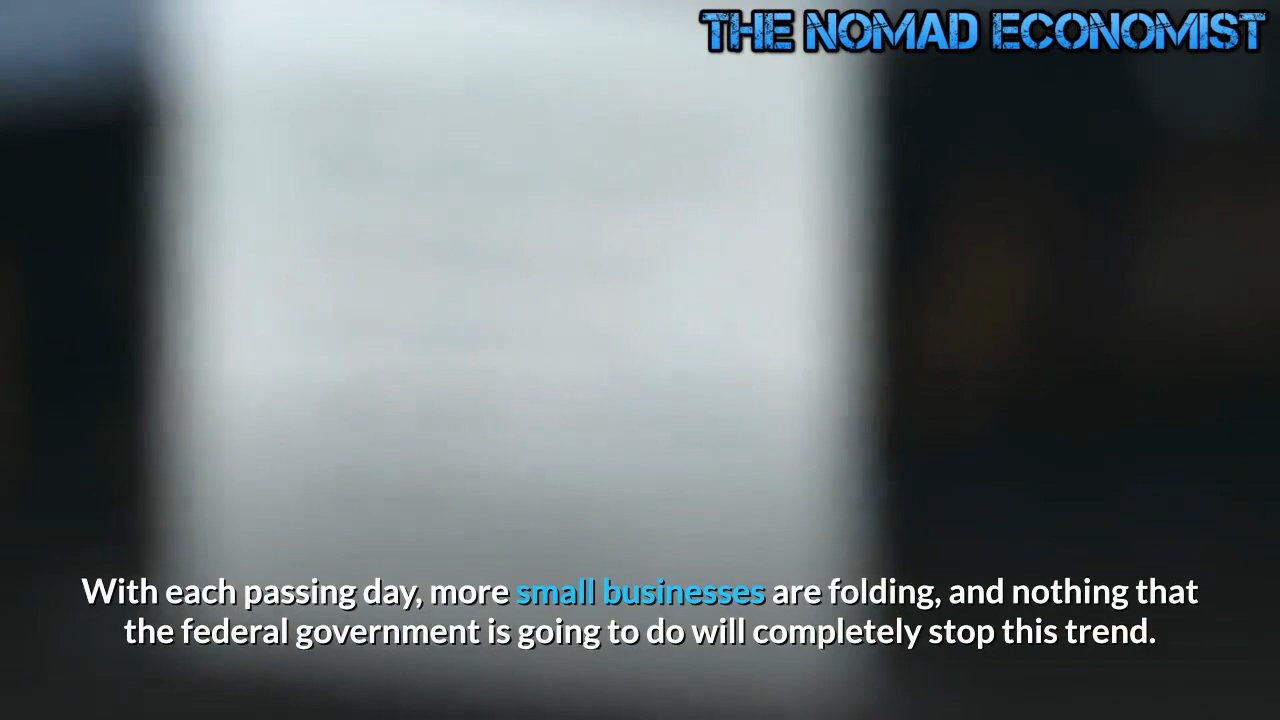 THE NOMAD ECONOMIST
With each passing day, more small businesses are folding, and nothing that
the federal government is going to do will completely stop this trend.